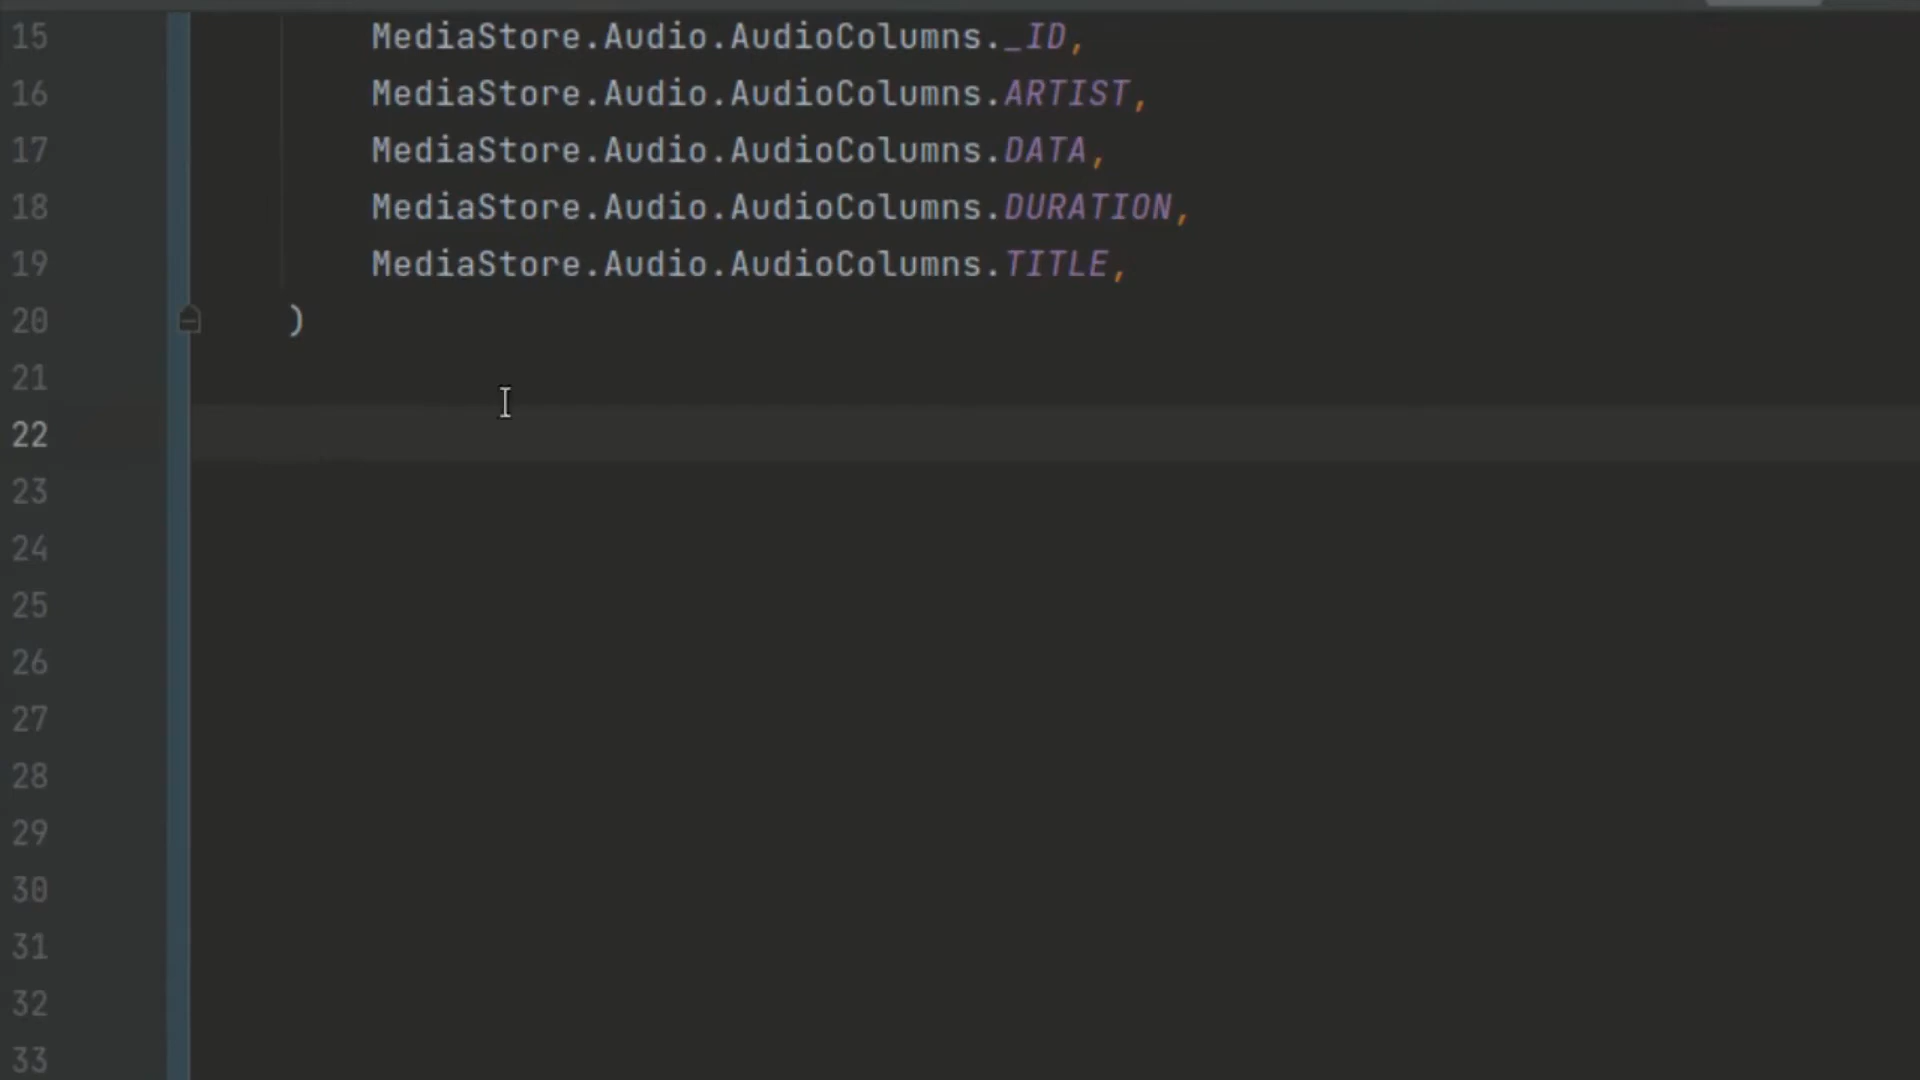 15 MediaStore.Audio.AudioColumns._ID,
16 MediaStore.Audio.AudioColumns.ARTIST,
17 MediaStore.Audio.AudioColumns.DATA,
18 MediaStore.Audio.AudioColumns.DURATION,
19 MediaStore.Audio.AudioColumns.TITLE,
20 )
21
22
23
24
25
26
27
28
29
30
31
32
33